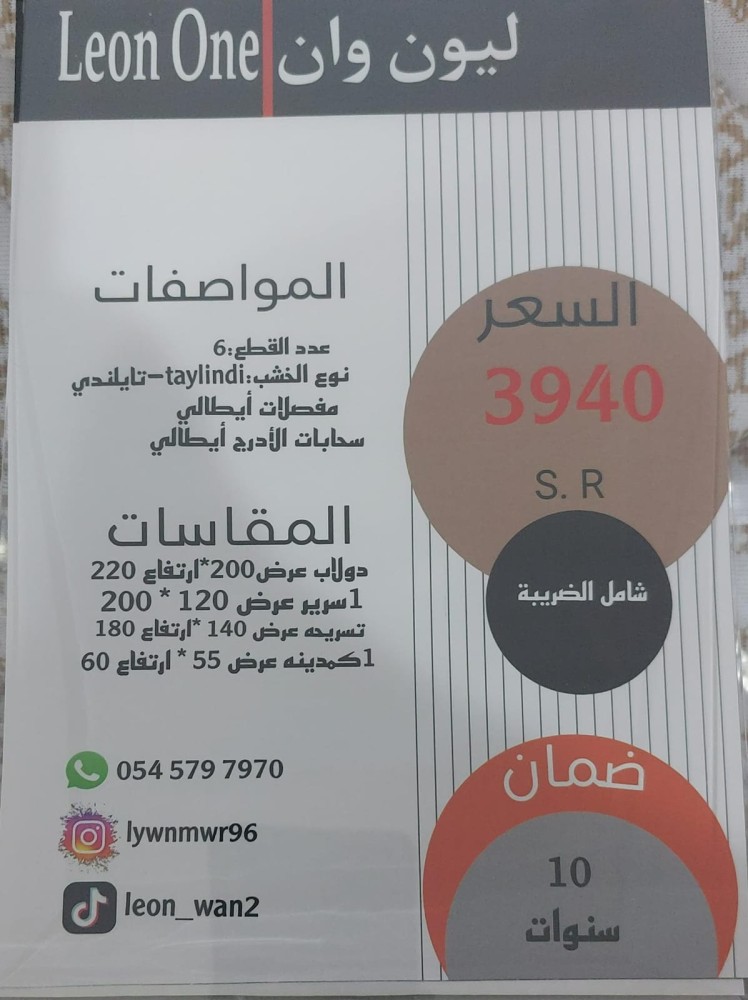 Leon One | ليون وان
المواصفات
عدد القطع:6
نوع الخشب:taylindi-تايلندي
مفصلات أيطالي
سحابات الأدرج أيطالي
المقاسات
دولاب عرض200*ارتفاع 220
1سرير عرض 120 * 200
تسريحه عرض 140 *ارتفاع 180
1كمدينه عرض 55 * ارتفاع 60
054 579 7970
lywnmwr96
leon_wan2
السعر
3940
S. R
شامل الضريبة
ضمان
10
سنوات